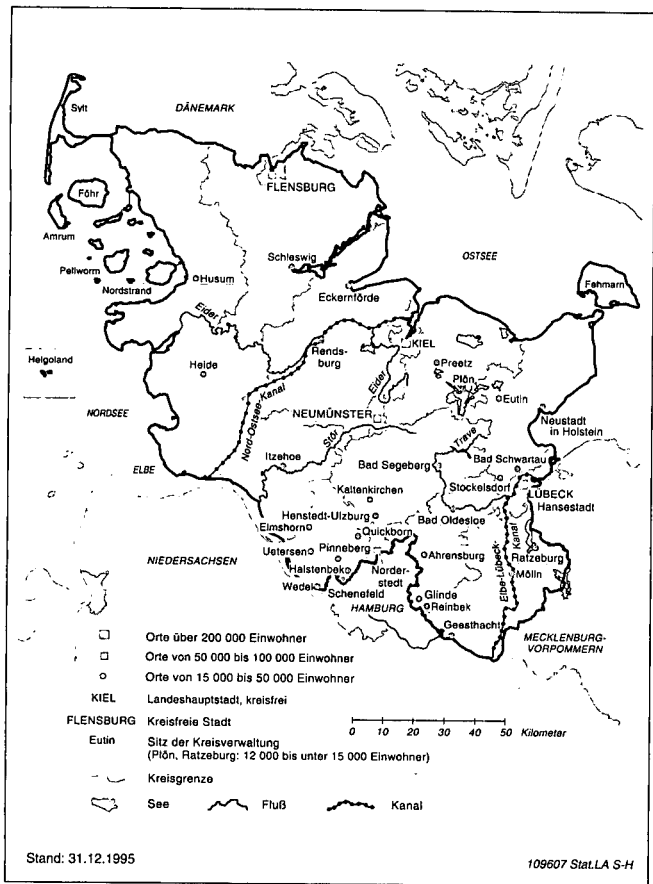 Sylt
DÄNEMARK
FLENSBURG
Föhr
Amrum
Schleswig
OSTSEE
Pellworm
Husum
Nordstrand
Fehmarn
Eckernförde
Eider
Helgoland
Rends-
burg
KIEL
Heide
Preetz
Plön
Eider
Eutin
NORDSEE
Nord-Ostsee-Kanal
NEUMÜNSTER
Neustadt
in Holstein
Stör
Trave
ELBE
Itzehoe
Bad Segeberg
Bad Schwartau
Stockelsdorf
Kaltenkirchen
LÜBECK
Hansestadt
Henstedt-Ulzburg
Bad Oldesloe
Elmshorn
Quickborn
Elbe-Lübeck-
Kanal
NIEDERSACHSEN
Uetersen
Pinneberg
Ahrensburg
Ratzeburg
Halstenbek
Norder-
stedt
Mölln
Wedel
Schenefeld
HAMBURG
Glinde
Reinbek
Geesthacht
MECKLENBURG-
VORPOMMERN
Orte über 200 000 Einwohner
Orte von 50 000 bis 100 000 Einwohner
Orte von 15 000 bis 50 000 Einwohner
KIEL Landeshauptstadt, kreisfrei
FLENSBURG Kreisfreie Stadt
0 10 20 30 40 50 Kilometer
Eutin Sitz der Kreisverwaltung
(Plön, Ratzeburg: 12 000 bis unter 15 000 Einwohner)
Kreisgrenze
See Fluß Kanal
Stand: 31.12.1995
109607 Stat.LA S-H